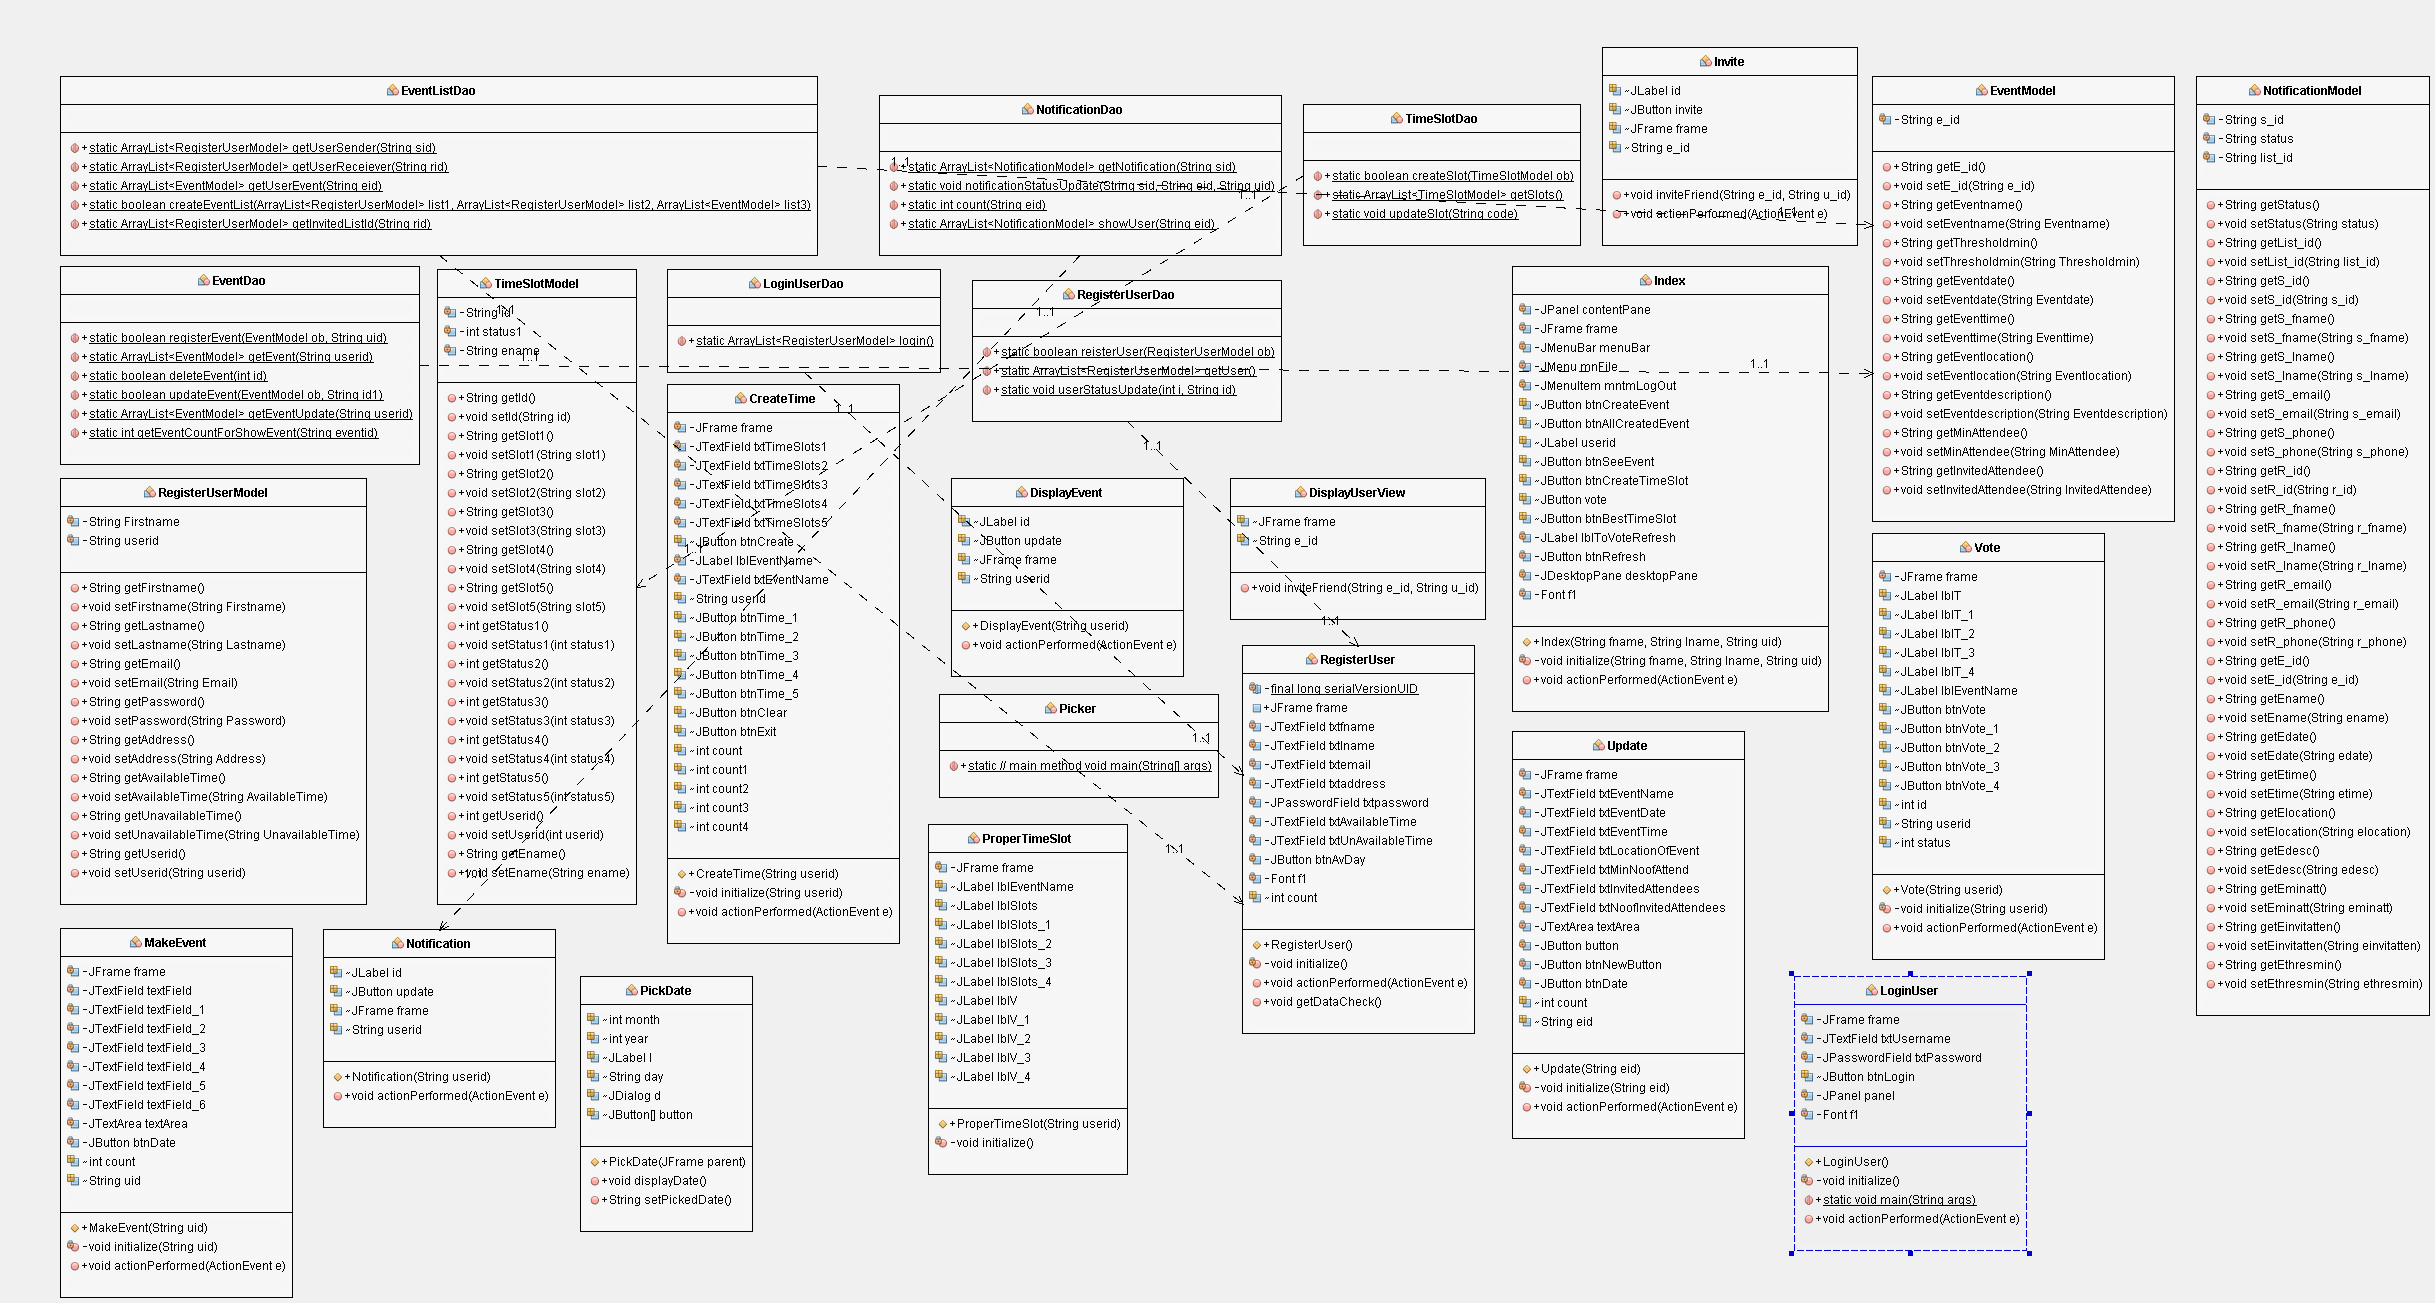 EventListDao
+static ArrayList<RegisterUserModel> getUserSender(String sid)
+static ArrayList<RegisterUserModel> getUserReceiever(String rid)
+static ArrayList<EventModel> getUserEvent(String eid)
+static boolean createEventList(ArrayList<RegisterUserModel> list1, ArrayList<RegisterUserModel> list2, ArrayList<EventModel> list3)
+static ArrayList<RegisterUserModel> getInvitedListId(String rid)
NotificationDao
1..1
+static ArrayList<NotificationModel> getNotification(String sid)
+static void notificationStatusUpdate(String sid, String eid, String uid)
+static int count(String eid)
+static ArrayList<NotificationModel> showUser(String eid)
1..1
TimeSlotDao
+static boolean createSlot(TimeSlotModel ob)
+static ArrayList<TimeSlotModel> getSlots()
+static void updateSlot(String code)
Invite
~JLabel id
~JButton invite
~JFrame frame
~String e_id
+void inviteFriend(String e_id, String u_id)
+void actionPerformed(ActionEvent e)
1..1
EventModel
-String e_id
+String getE_id()
+void setE_id(String e_id)
+String getEventname()
+void setEventname(String Eventname)
+String getThresholdmin()
+void setThresholdmin(String Thresholdmin)
+String getEventdate()
+void setEventdate(String Eventdate)
+String getEventtime()
+void setEventtime(String Eventtime)
+String getEventlocation()
+void setEventlocation(String Eventlocation)
+String getEventdescription()
+void setEventdescription(String Eventdescription)
+String getMinAttendee()
+void setMinAttendee(String MinAttendee)
+String getInvitedAttendee()
+void setInvitedAttendee(String InvitedAttendee)
NotificationModel
-String s_id
-String status
-String list_id
+String getStatus()
+void setStatus(String status)
+String getList_id()
+void setList_id(String list_id)
+String getS_id()
+void setS_id(String s_id)
+String getS_fname()
+void setS_fname(String s_fname)
+String getS_lname()
+void setS_lname(String s_lname)
+String getS_email()
+void setS_email(String s_email)
+String getS_phone()
+void setS_phone(String s_phone)
+String getR_id()
+void setR_id(String r_id)
+String getR_fname()
+void setR_fname(String r_fname)
+String getR_lname()
+void setR_lname(String r_lname)
+String getR_email()
+void setR_email(String r_email)
+String getR_phone()
+void setR_phone(String r_phone)
+String getE_id()
+void setE_id(String e_id)
+String getEname()
+void setEname(String ename)
+String getEdate()
+void setEdate(String edate)
+String getEtime()
+void setEtime(String etime)
+String getElocation()
+void setElocation(String elocation)
+String getEdesc()
+void setEdesc(String edesc)
+String getEminatt()
+void setEminatt(String eminatt)
+String getEinvitatten()
+void setEinvitatten(String einvitatten)
+String getEthresmin()
+void setEthresmin(String ethresmin)
EventDao
+static boolean registerEvent(EventModel ob, String uid)
+static ArrayList<EventModel> getEvent(String userid)
+static boolean deleteEvent(int id)
+static boolean updateEvent(EventModel ob, String id1)
+static ArrayList<EventModel> getEventUpdate(String userid)
+static int getEventCountForShowEvent(String eventid)
TimeSlotModel
-String id
1..1
-int status1
-String ename
1..1
+String getId()
+void setId(String id)
+String getSlot1()
+void setSlot1(String slot1)
+String getSlot2()
+void setSlot2(String slot2)
+String getSlot3()
+void setSlot3(String slot3)
+String getSlot4()
+void setSlot4(String slot4)
+String getSlot5()
+void setSlot5(String slot5)
+int getStatus1()
+void setStatus1(int status1)
+int getStatus2()
+void setStatus2(int status2)
+int getStatus3()
+void setStatus3(int status3)
+int getStatus4()
+void setStatus4(int status4)
+int getStatus5()
+void setStatus5(int status5)
+int getUserid()
+void setUserid(int userid)
+String getEname()
+void setEname(String ename)
1..1
LoginUserDao
+static ArrayList<RegisterUserModel> login()
1..1
RegisterUserDao
1..1
+static boolean reisterUser(RegisterUserModel ob)
+static ArrayList<RegisterUserModel> getUser()
+static void userStatusUpdate(int i, String id)
1..1
Index
-JPanel contentPane
-JFrame frame
-JMenuBar menuBar
-JMenu mnFile
-JMenuItem mntmLogOut
~JButton btnCreateEvent
~JButton btnAllCreatedEvent
~JLabel userid
~JButton btnSeeEvent
~JButton btnCreateTimeSlot
~JButton vote
~JButton btnBestTimeSlot
-JLabel lblToVoteRefresh
-JButton btnRefresh
~JDesktopPane desktopPane
-Font f1
+Index(String fname, String lname, String uid)
-void initialize(String fname, String lname, String uid)
+void actionPerformed(ActionEvent e)
1..1
RegisterUserModel
-String Firstname
-String userid
+String getFirstname()
+void setFirstname(String Firstname)
+String getLastname()
+void setLastname(String Lastname)
+String getEmail()
+void setEmail(String Email)
+String getPassword()
+void setPassword(String Password)
+String getAddress()
+void setAddress(String Address)
+String getAvailableTime()
+void setAvailableTime(String AvailableTime)
+String getUnavailableTime()
+void setUnavailableTime(String UnavailableTime)
+String getUserid()
+void setUserid(String userid)
CreateTime
-JFrame frame
-JTextField txtTimeSlots1
-JTextField txtTimeSlots2
-JTextField txtTimeSlots3
-JTextField txtTimeSlots4
-JTextField txtTimeSlots5
~JButton btnCreate
1..1
-JLabel lblEventName
-JTextField txtEventName
~String userid
~JButton btnTime_1
~JButton btnTime_2
~JButton btnTime_3
~JButton btnTime_4
~JButton btnTime_5
~JButton btnClear
~JButton btnExit
~int count
~int count1
~int count2
~int count3
~int count4
+CreateTime(String userid)
-void initialize(String userid)
+void actionPerformed(ActionEvent e)
DisplayEvent
~JLabel id
~JButton update
~JFrame frame
~String userid
+DisplayEvent(String userid)
+void actionPerformed(ActionEvent e)
DisplayUserView
~JFrame frame
~String e_id
+void inviteFriend(String e_id, String u_id)
1..1
Vote
-JFrame frame
~JLabel lblT
~JLabel lblT_1
~JLabel lblT_2
~JLabel lblT_3
~JLabel lblT_4
~JLabel lblEventName
~JButton btnVote
~JButton btnVote_1
~JButton btnVote_2
~JButton btnVote_3
~JButton btnVote_4
~int id
~String userid
~int status
+Vote(String userid)
-void initialize(String userid)
+void actionPerformed(ActionEvent e)
Picker
+static // main method void main(String[] args)
1..1
RegisterUser
-final long serialVersionUID
+JFrame frame
-JTextField txtfname
-JTextField txtlname
-JTextField txtemail
-JTextField txtaddress
-JPasswordField txtpassword
-JTextField txtAvailableTime
-JTextField txtUnAvailableTime
-JButton btnAvDay
-Font f1
~int count
1..1
+RegisterUser()
-void initialize()
+void actionPerformed(ActionEvent e)
+void getDataCheck()
Update
-JFrame frame
-JTextField txtEventName
-JTextField txtEventDate
-JTextField txtEventTime
-JTextField txtLocationOfEvent
-JTextField txtMinNoofAttend
-JTextField txtInvitedAttendees
-JTextField txtNoofInvitedAttendees
-JTextArea textArea
-JButton button
-JButton btnNewButton
-JButton btnDate
~int count
~String eid
+Update(String eid)
-void initialize(String eid)
+void actionPerformed(ActionEvent e)
ProperTimeSlot
-JFrame frame
~JLabel lblEventName
~JLabel lblSlots
~JLabel lblSlots_1
~JLabel lblSlots_2
~JLabel lblSlots_3
~JLabel lblSlots_4
~JLabel lblV
~JLabel lblV_1
~JLabel lblV_2
~JLabel lblV_3
~JLabel lblV_4
+ProperTimeSlot(String userid)
-void initialize()
MakeEvent
-JFrame frame
-JTextField textField
-JTextField textField_1
-JTextField textField_2
-JTextField textField_3
-JTextField textField_4
-JTextField textField_5
-JTextField textField_6
-JTextArea textArea
-JButton btnDate
~int count
~String uid
+MakeEvent(String uid)
-void initialize(String uid)
+void actionPerformed(ActionEvent e)
Notification
~JLabel id
~JButton update
~JFrame frame
~String userid
+Notification(String userid)
+void actionPerformed(ActionEvent e)
PickDate
~int month
~int year
~JLabel l
~String day
~JDialog d
~JButton[] button
+PickDate(JFrame parent)
+void displayDate()
+String setPickedDate()
LoginUser
-JFrame frame
-JTextField txtUsername
-JPasswordField txtPassword
~JButton btnLogin
-JPanel panel
-Font f1
+LoginUser()
-void initialize()
+static void main(String args)
+void actionPerformed(ActionEvent e)